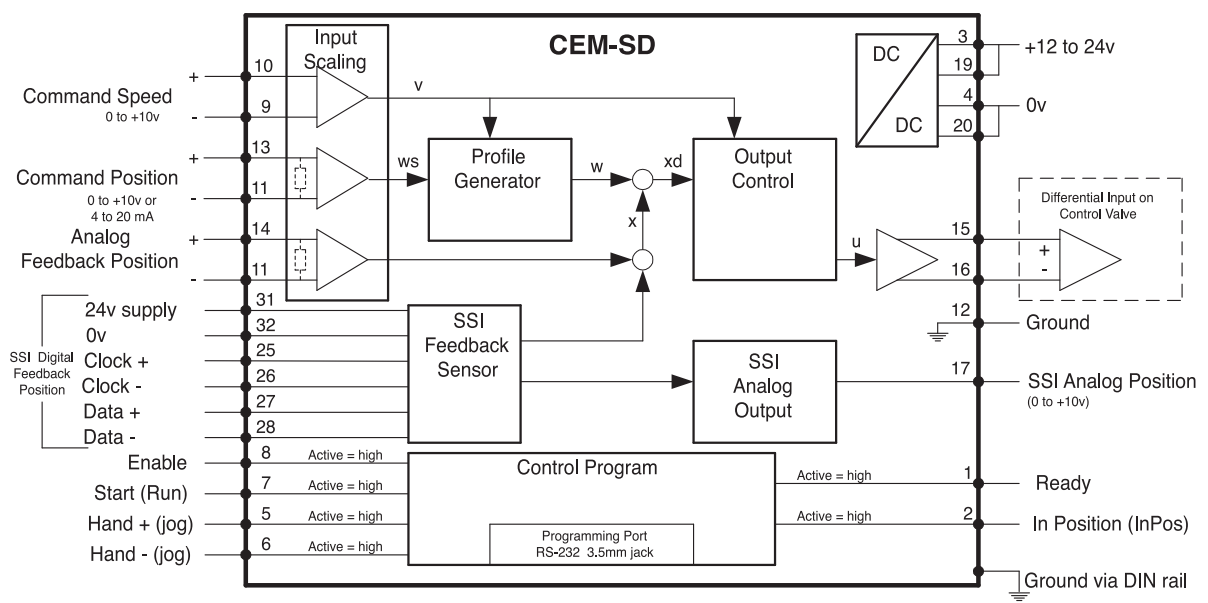 CEM-SD
Input
Scaling
DC
DC
3
19
4
20
+12 to 24v
0v
Command Speed
0 to +10v
+
-
10
9
v
Command Position
0 to +10v or
4 to 20 mA
+
-
13
11
ws
Profile
Generator
w
xd
x
Output
Control
u
Analog
Feedback Position
+
-
14
11
15
16
Differential Input on
Control Valve
+
-
12
Ground
SSI Digital
Feedback
Position
24v supply
0v
Clock +
Clock -
Data +
Data -
31
32
25
26
27
28
SSI
Feedback
Sensor
SSI
Analog
Output
17
SSI Analog Position
(0 to +10v)
Enable
8
Active = high
Start (Run)
7
Active = high
Hand + (jog)
5
Active = high
Hand - (jog)
6
Active = high
Control Program
Programming Port
RS-232 3.5mm jack
Active = high
1
Ready
Active = high
2
In Position (InPos)
Ground via DIN rail